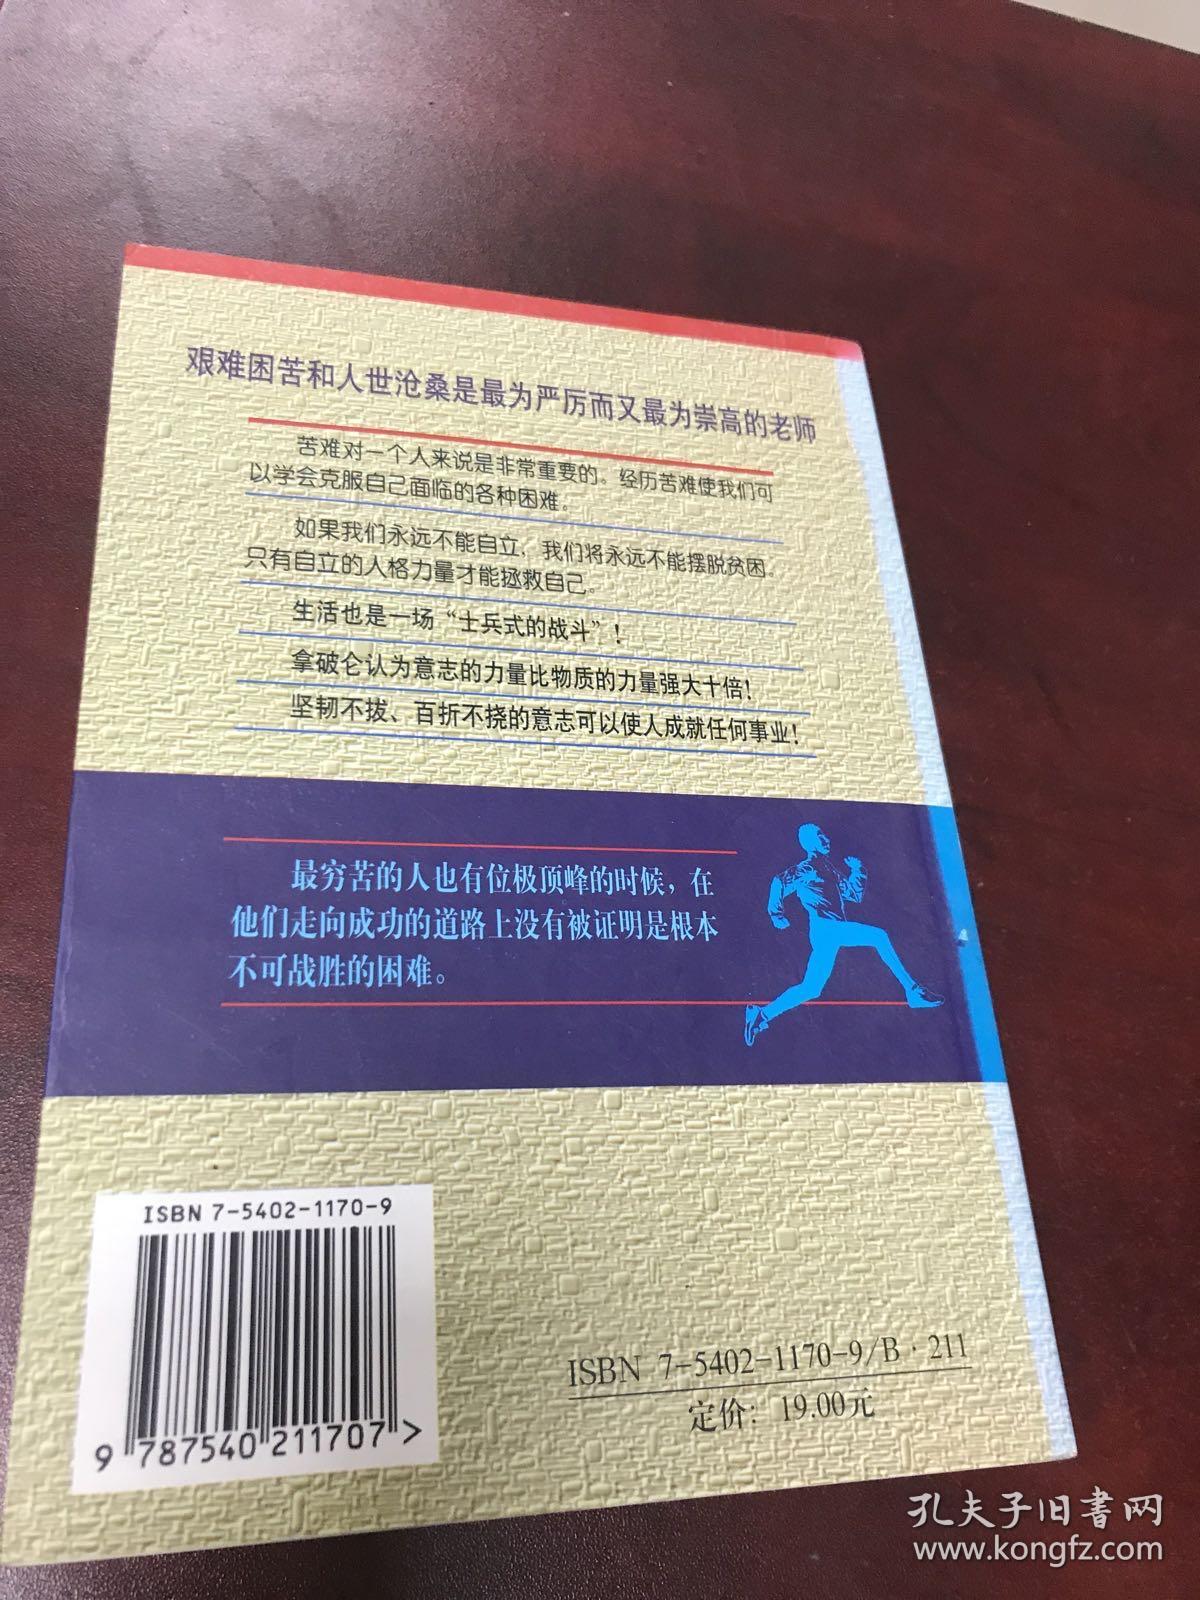 艰难困苦和人世沧桑是最为严厉而又最为崇高的老师
苦难对一个人来说是非常重要的。经历苦难使我们可
以学会克服自己面临的各种困难。
如果我们永远不能自立，我们将永远不能摆脱贫困。
只有自立的人格力量才能拯救自己。
生活也是一场“士兵式的战斗”！
拿破仑认为意志的力量比物质的力量强大十倍！
坚韧不拔、百折不挠的意志可以使人成就任何事业！
最穷苦的人也有位极顶峰的时候，在
他们走向成功的道路上没有被证明是根本
不可战胜的困难。
ISBN 7-5402-1170-9
9 787540 211707 >
ISBN 7-5402-1170-9/B·211
定价：19.00元
孔夫子旧書网
www.kongfz.com